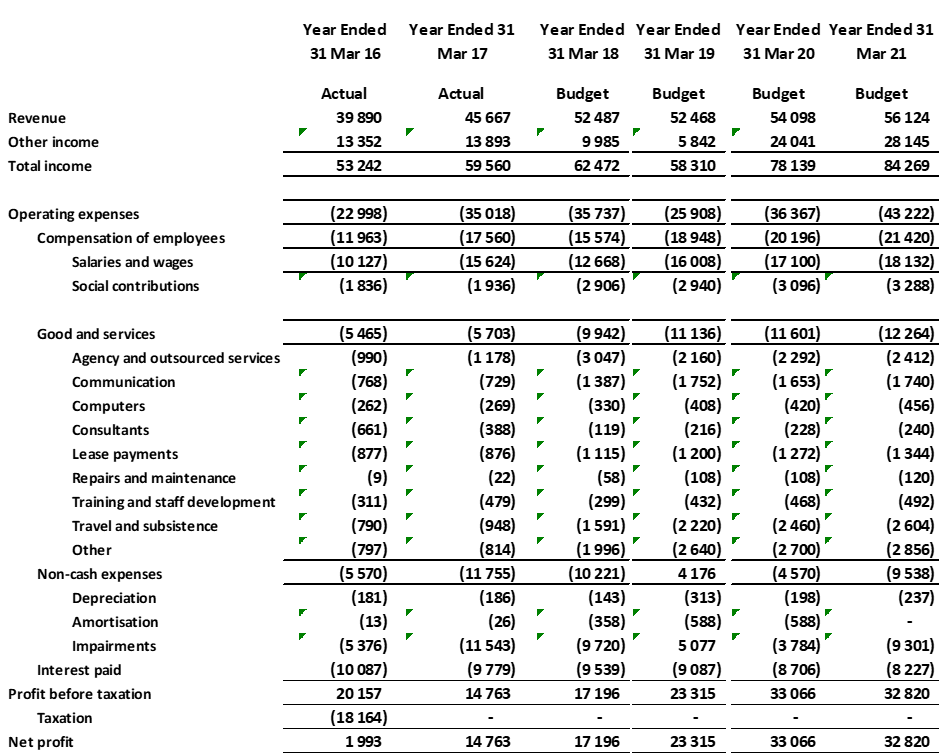 Year Ended Year Ended 31 Year Ended Year Ended Year Ended Year Ended 31
31 Mar 16 Mar 17 31 Mar 18 31 Mar 19 31 Mar 20 Mar 21
Actual Actual Budget Budget Budget Budget
Revenue 39 890 45 667 52 487 52 468 54 098 56 124
Other income 13 352 13 893 9 985 5 842 24 041 28 145
Total income 53 242 59 560 62 472 58 310 78 139 84 269
Operating expenses (22 998) (35 018) (35 737) (25 908) (36 367) (43 222)
Compensation of employees (11 963) (17 560) (15 574) (18 948) (20 196) (21 420)
Salaries and wages (10 127) (15 624) (12 668) (16 008) (17 100) (18 132)
Social contributions (1 836) (1 936) (2 906) (2 940) (3 096) (3 288)
Good and services (5 465) (5 703) (9 942) (11 136) (11 601) (12 264)
Agency and outsourced services (990) (1 178) (3 047) (2 160) (2 292) (2 412)
Communication (768) (729) (1 387) (1 752) (1 653) (1 740)
Computers (262) (269) (330) (408) (420) (456)
Consultants (661) (388) (119) (216) (228) (240)
Lease payments (877) (876) (1 115) (1 200) (1 272) (1 344)
Repairs and maintenance (9) (22) (58) (108) (108) (120)
Training and staff development (311) (479) (299) (432) (468) (492)
Travel and subsistence (790) (948) (1 591) (2 220) (2 460) (2 604)
Other (797) (814) (1 996) (2 640) (2 700) (2 856)
Non-cash expenses (5 570) (11 755) (10 221) 4 176 (4 570) (9 538)
Depreciation (181) (186) (143) (313) (198) (237)
Amortisation (13) (26) (358) (588) (588) -
Impairments (5 376) (11 543) (9 720) 5 077 (3 784) (9 301)
Interest paid (10 087) (9 779) (9 539) (9 087) (8 706) (8 227)
Profit before taxation 20 157 14 763 17 196 23 315 33 066 32 820
Taxation (18 164) - - - - -
Net profit 1 993 14 763 17 196 23 315 33 066 32 820